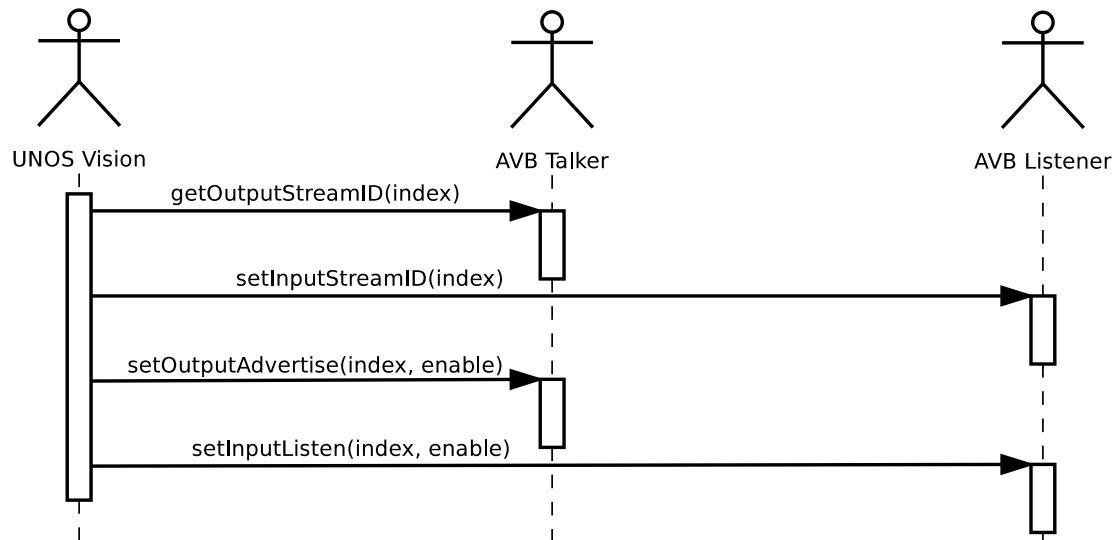 UNOS Vision
AVB Talker
AVB Listener
getOutputStreamID(index)
setInputStreamID(index)
setOutputAdvertise(index, enable)
setInputListen(index, enable)